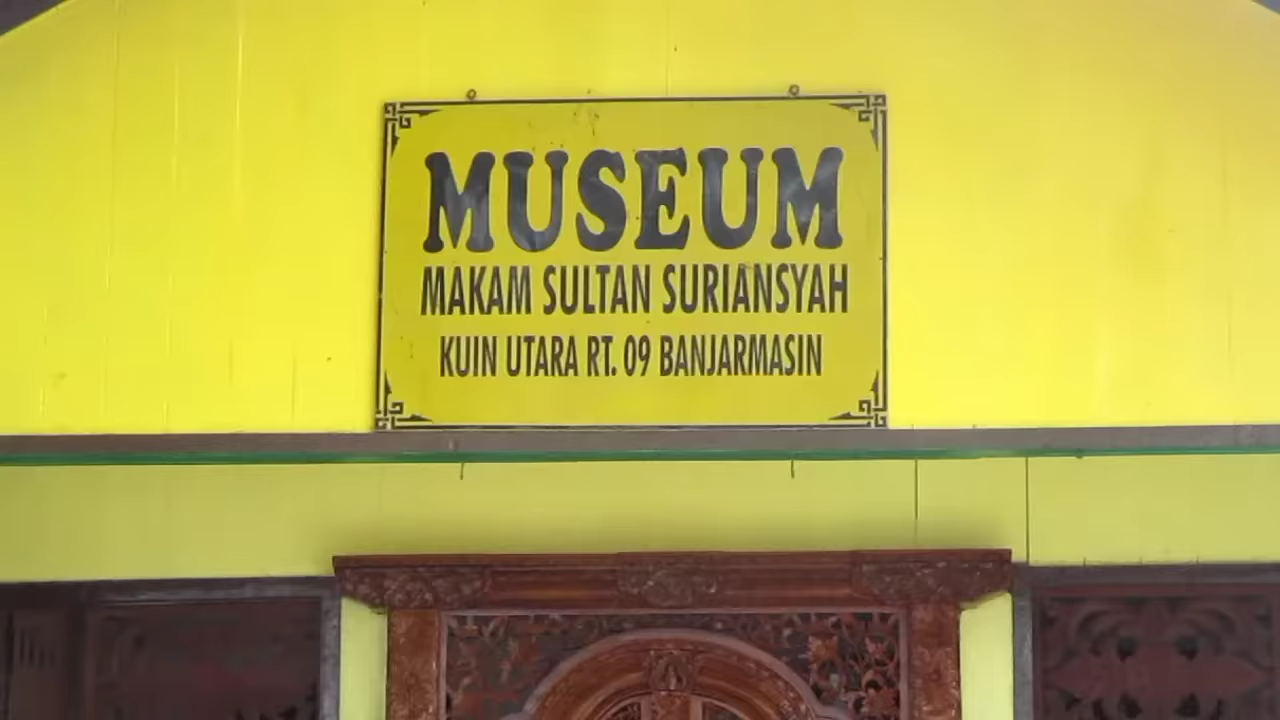 MUSEUM
MAKAM SULTAN SURIANSYAH
KUIN UTARA RT. 09 BANJARMASIN